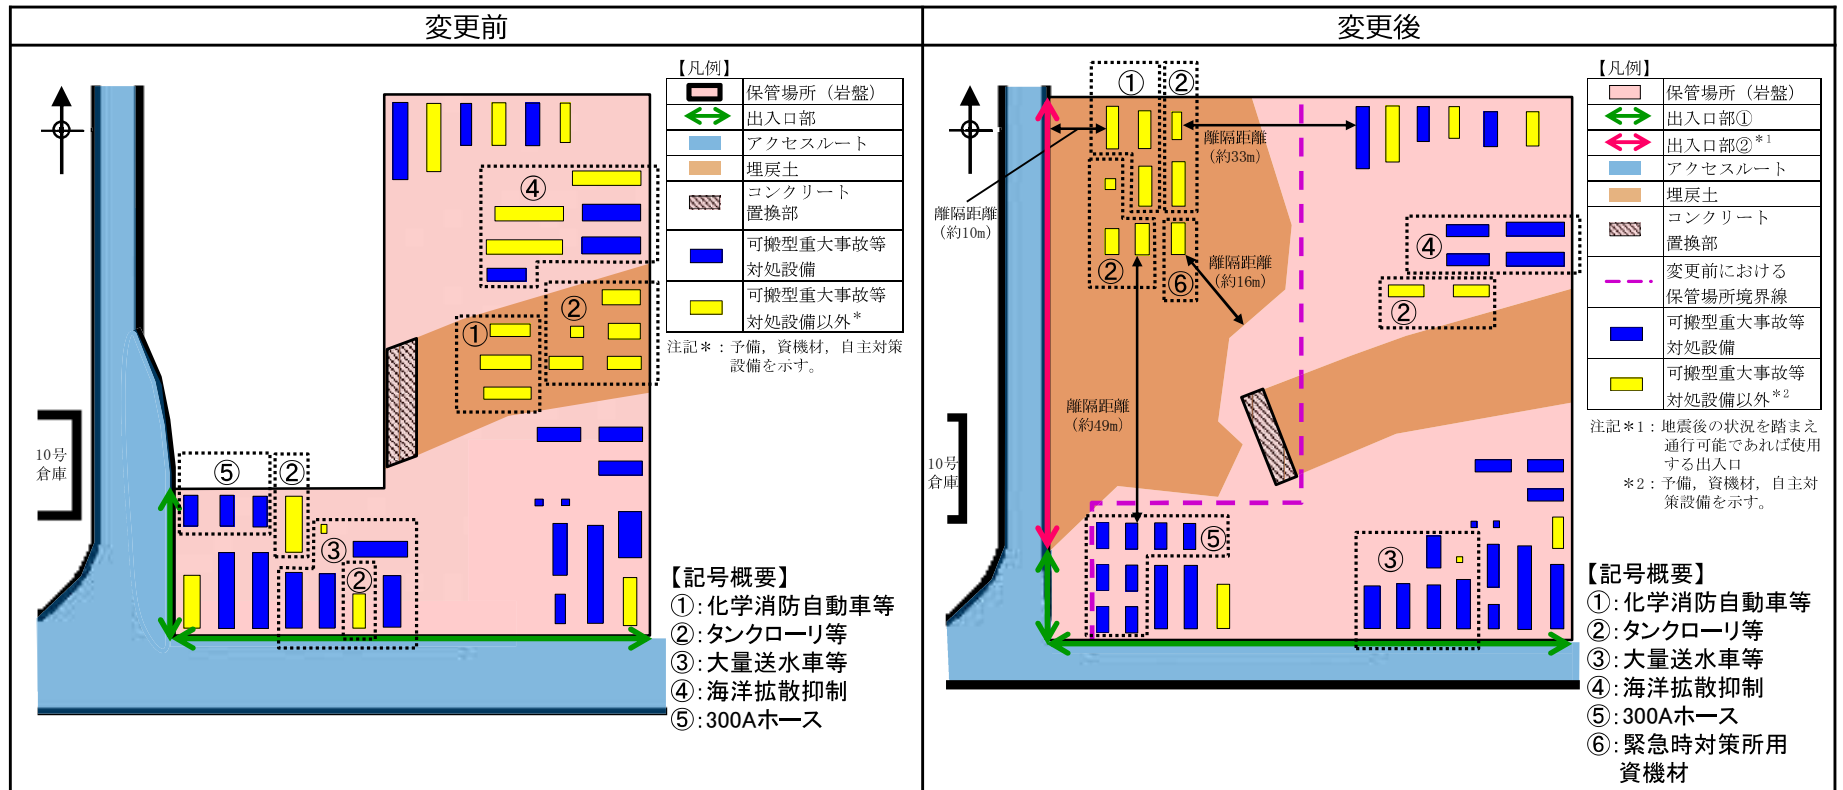 変更前
【凡例】
保管場所（岩盤）
出入口部
アクセスルート
埋戻土
コンクリート
置換部
可搬型重大事故等
対処設備
可搬型重大事故等
対処設備以外＊
注記＊：予備，資機材，自主対策
設備を示す。
④
②
①
10号
倉庫
⑤
②
③
②
【記号概要】
①：化学消防自動車等
②：タンクローリ等
③：大量送水車等
④：海洋拡散抑制
⑤：300Aホース
変更後
①
②
離隔距離
（約33m）
離隔距離
（約10m）
②
⑥
離隔距離
（約16m）
④
②
離隔距離
（約49m）
10号
倉庫
⑤
③
【凡例】
保管場所（岩盤）
出入口部①
出入口部②＊1
アクセスルート
埋戻土
コンクリート
置換部
変更前における
保管場所境界線
可搬型重大事故等
対処設備
可搬型重大事故等
対処設備以外＊2
注記＊1：地震後の状況を踏まえ
通行可能であれば使用
する出入口
＊2：予備，資機材，自主対
策設備を示す。
【記号概要】
①：化学消防自動車等
②：タンクローリ等
③：大量送水車等
④：海洋拡散抑制
⑤：300Aホース
⑥：緊急時対策所用
資機材